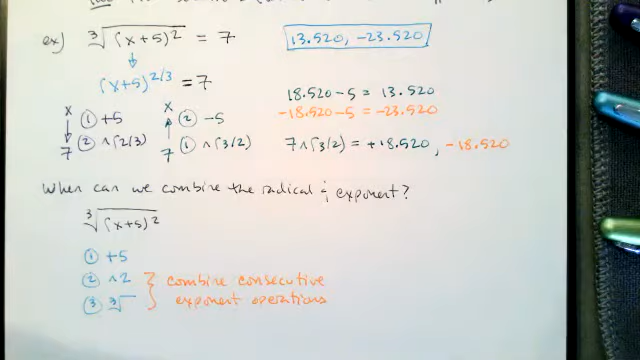 ex) ∛(x+5)² = 7
13.520, -23.520
(x+5)^2/3 = 7
18.520 - 5 = 13.520
-18.520 - 5 = -23.520
x ① +5 x ② -5
7 ② ^(2/3) 7 ① ^(3/2) 7^(3/2) = +18.520, -18.520
When can we combine the radical & exponent?
∛(x+5)²
① +5
② ^2 combine consecutive
③ ∛ exponent operations